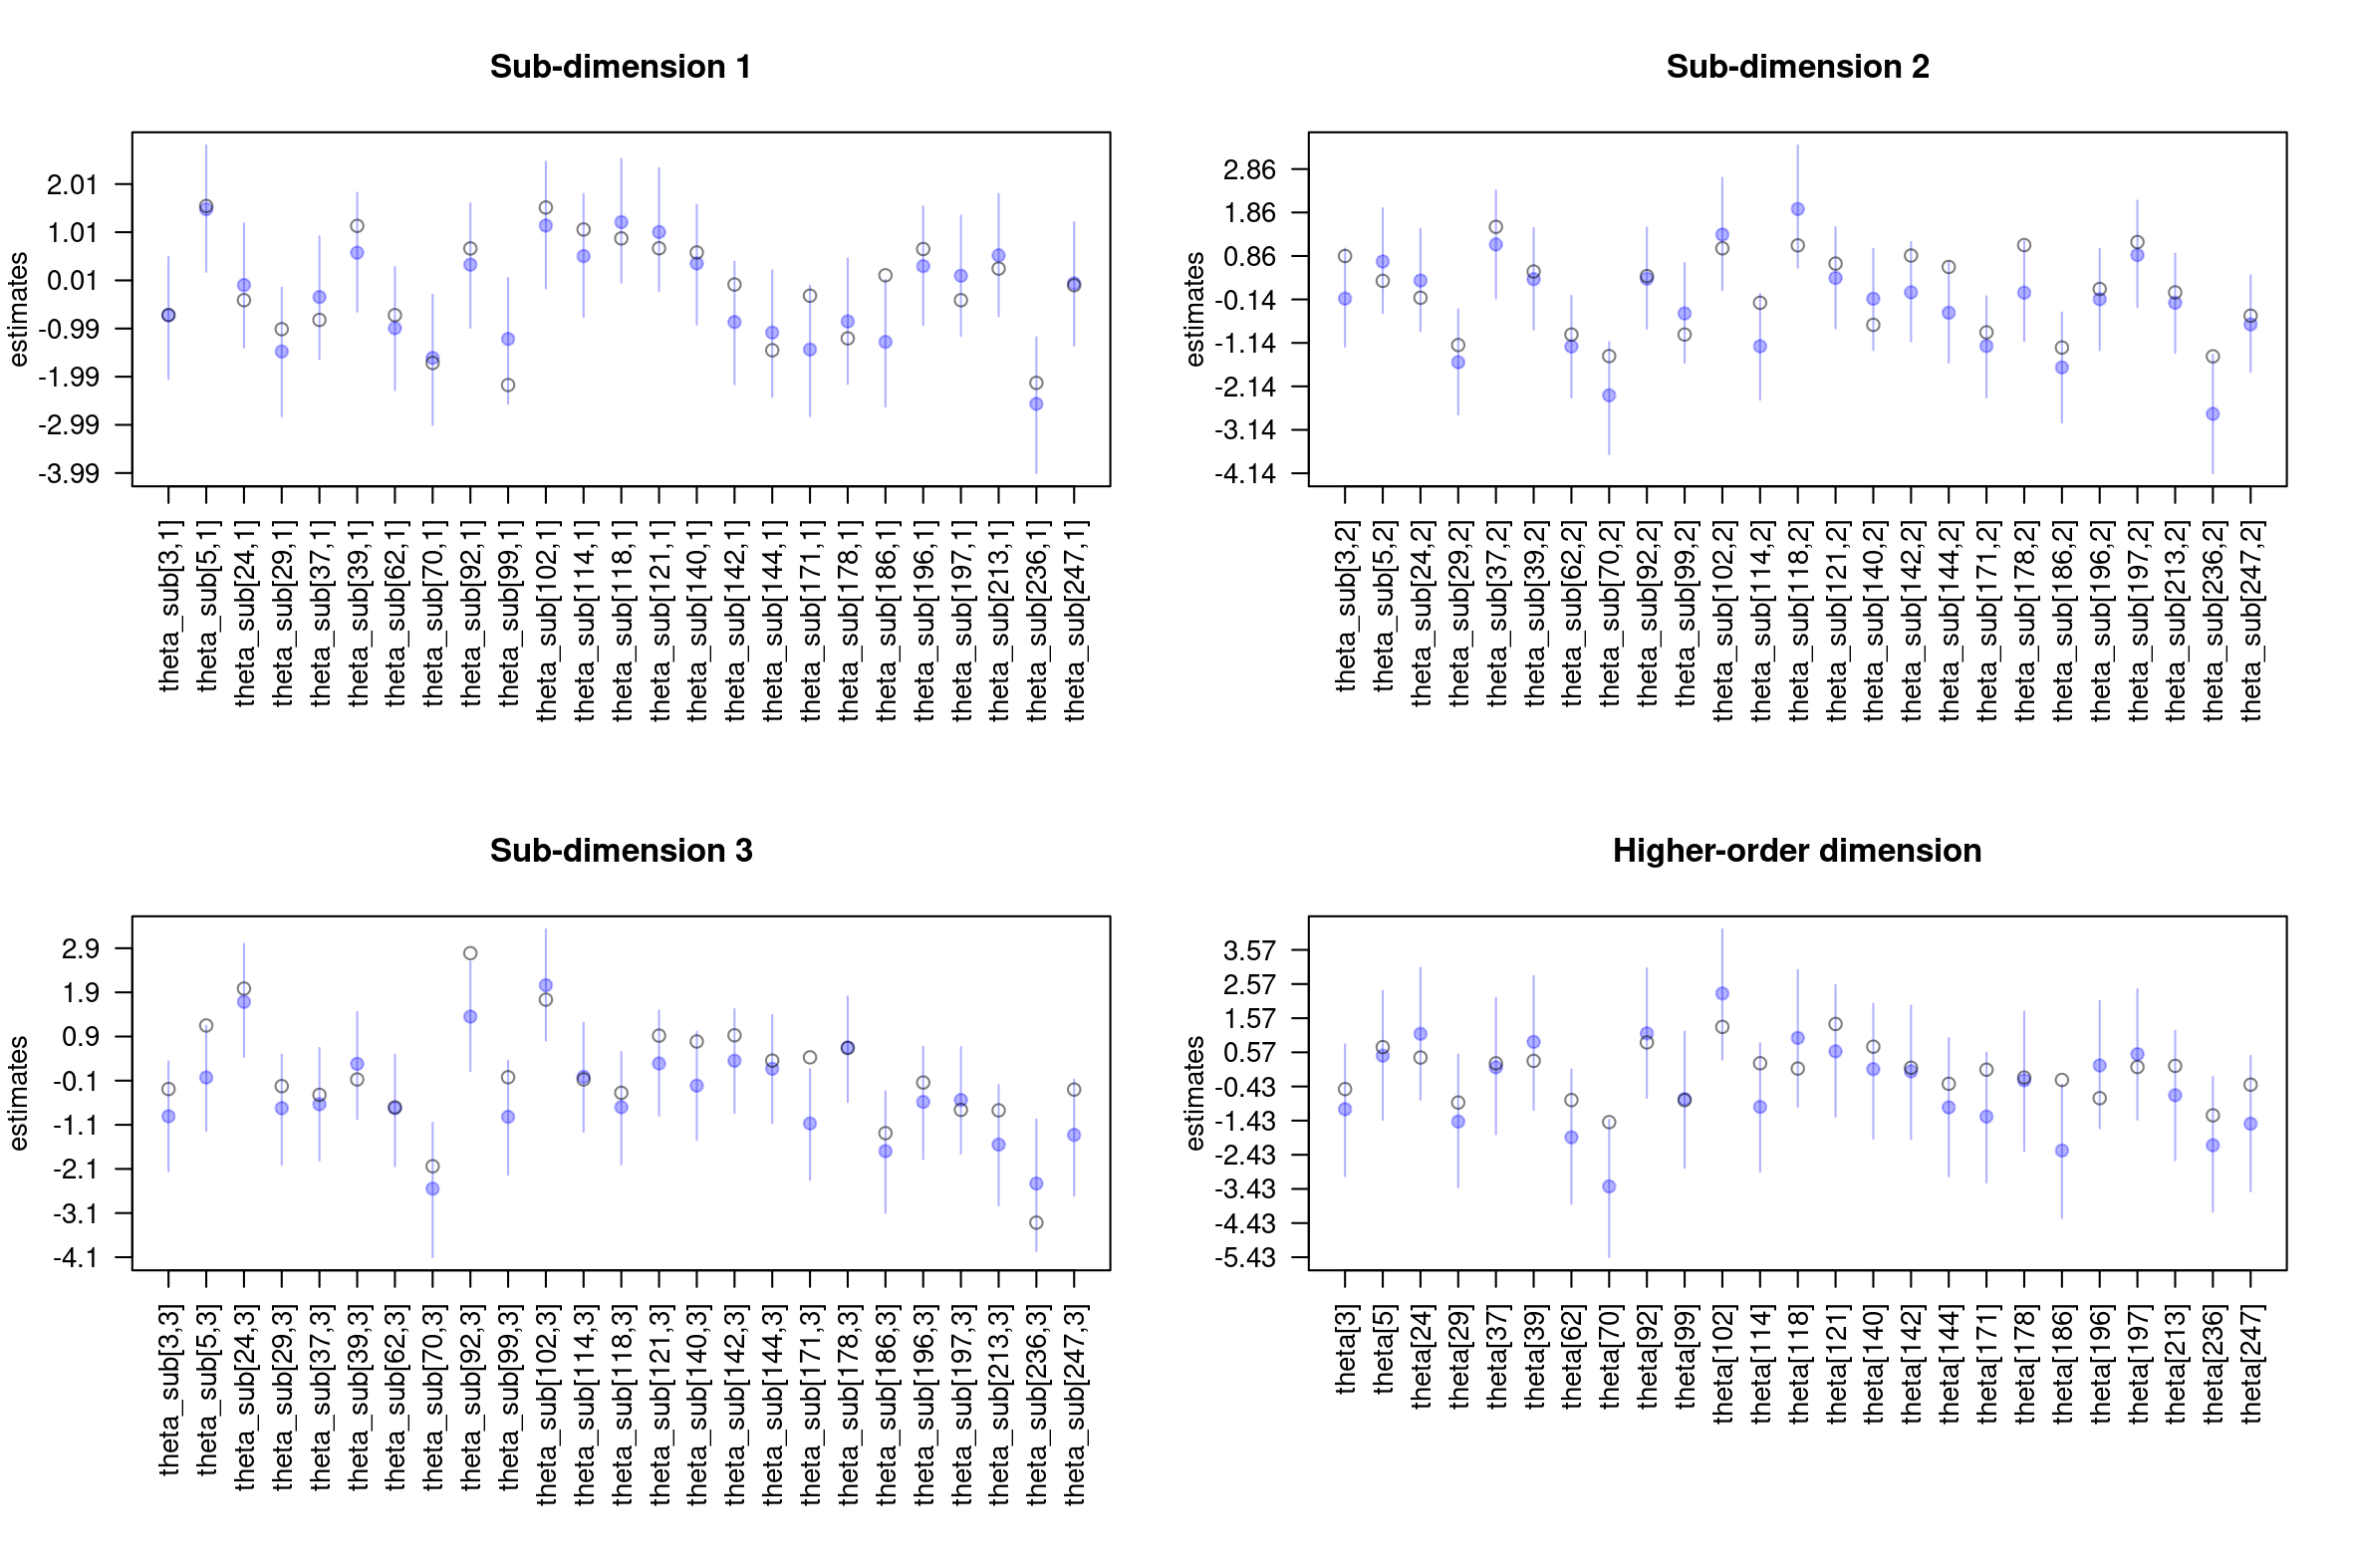 Sub-dimension 1
estimates
2.01
1.01
0.01
-0.99
-1.99
-2.99
-3.99
theta_sub[3,1]
theta_sub[5,1]
theta_sub[24,1]
theta_sub[29,1]
theta_sub[37,1]
theta_sub[39,1]
theta_sub[62,1]
theta_sub[70,1]
theta_sub[92,1]
theta_sub[99,1]
theta_sub[102,1]
theta_sub[114,1]
theta_sub[118,1]
theta_sub[121,1]
theta_sub[140,1]
theta_sub[142,1]
theta_sub[144,1]
theta_sub[171,1]
theta_sub[178,1]
theta_sub[186,1]
theta_sub[196,1]
theta_sub[197,1]
theta_sub[213,1]
theta_sub[236,1]
theta_sub[247,1]
Sub-dimension 2
estimates
2.86
1.86
0.86
-0.14
-1.14
-2.14
-3.14
-4.14
theta_sub[3,2]
theta_sub[5,2]
theta_sub[24,2]
theta_sub[29,2]
theta_sub[37,2]
theta_sub[39,2]
theta_sub[62,2]
theta_sub[70,2]
theta_sub[92,2]
theta_sub[99,2]
theta_sub[102,2]
theta_sub[114,2]
theta_sub[118,2]
theta_sub[121,2]
theta_sub[140,2]
theta_sub[142,2]
theta_sub[144,2]
theta_sub[171,2]
theta_sub[178,2]
theta_sub[186,2]
theta_sub[196,2]
theta_sub[197,2]
theta_sub[213,2]
theta_sub[236,2]
theta_sub[247,2]
Sub-dimension 3
estimates
2.9
1.9
0.9
-0.1
-1.1
-2.1
-3.1
-4.1
theta_sub[3,3]
theta_sub[5,3]
theta_sub[24,3]
theta_sub[29,3]
theta_sub[37,3]
theta_sub[39,3]
theta_sub[62,3]
theta_sub[70,3]
theta_sub[92,3]
theta_sub[99,3]
theta_sub[102,3]
theta_sub[114,3]
theta_sub[118,3]
theta_sub[121,3]
theta_sub[140,3]
theta_sub[142,3]
theta_sub[144,3]
theta_sub[171,3]
theta_sub[178,3]
theta_sub[186,3]
theta_sub[196,3]
theta_sub[197,3]
theta_sub[213,3]
theta_sub[236,3]
theta_sub[247,3]
Higher-order dimension
estimates
3.57
2.57
1.57
0.57
-0.43
-1.43
-2.43
-3.43
-4.43
-5.43
theta[3]
theta[5]
theta[24]
theta[29]
theta[37]
theta[39]
theta[62]
theta[70]
theta[92]
theta[99]
theta[102]
theta[114]
theta[118]
theta[121]
theta[140]
theta[142]
theta[144]
theta[171]
theta[178]
theta[186]
theta[196]
theta[197]
theta[213]
theta[236]
theta[247]